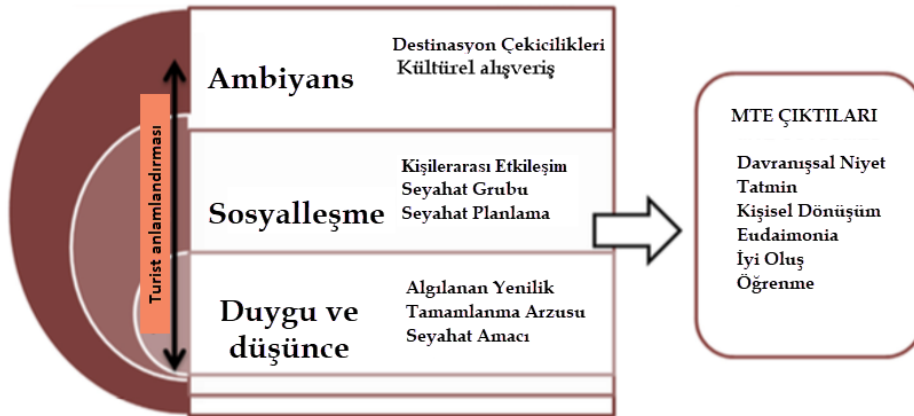 Turist anlamlandırması
Ambiyans
Destinasyon Çekicilikleri
Kültürel alışveriş
Sosyalleşme
Kişilerarası Etkileşim
Seyahat Grubu
Seyahat Planlama
Duygu ve
düşünce
Algılanan Yenilik
Tamamlanma Arzusu
Seyahat Amacı
MTE ÇIKTILARI
Davranışsal Niyet
Tatmin
Kişisel Dönüşüm
Eudaimonia
İyi Oluş
Öğrenme